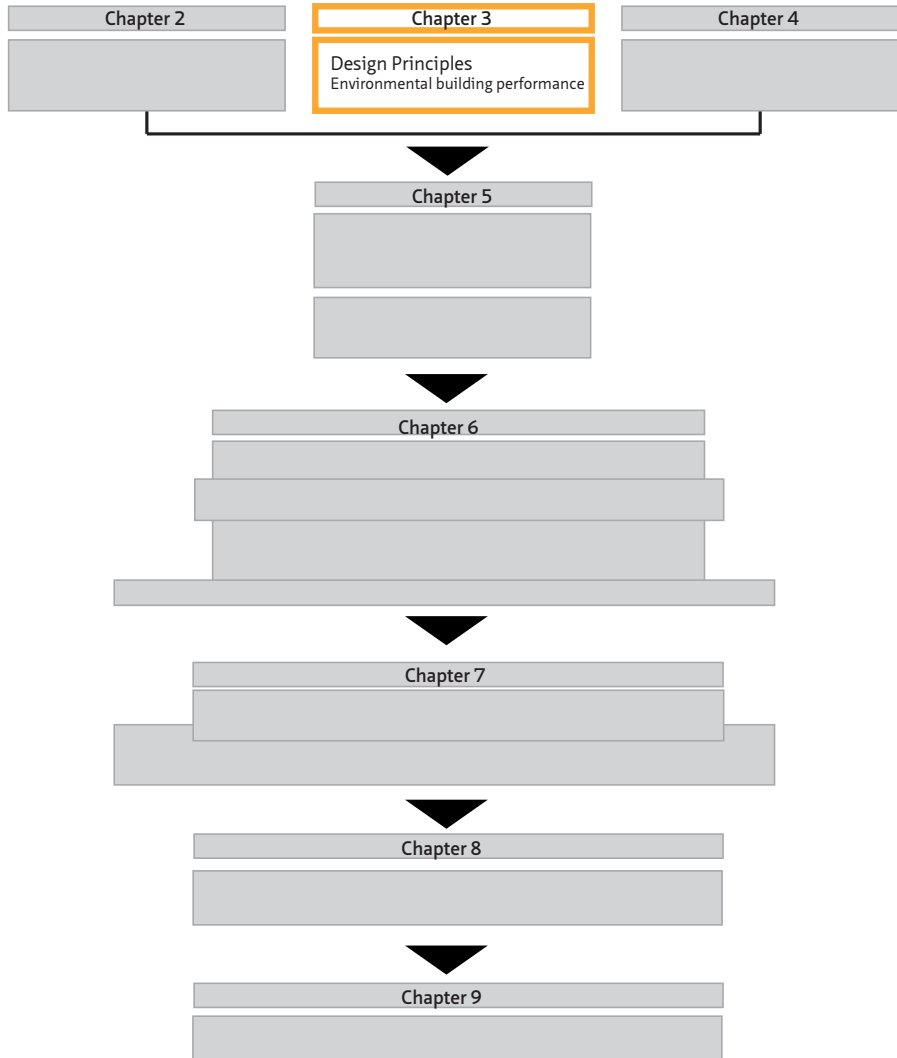 Chapter 2
Chapter 3
Chapter 4
Design Principles
Environmental building performance
Chapter 5
Chapter 6
Chapter 7
Chapter 8
Chapter 9